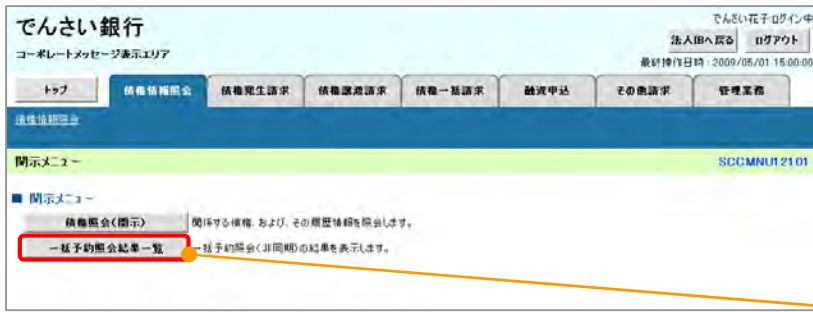 でんさい銀行
でんさい花子:ログイン中
コーポレートメッセージ表示エリア
法人IBへ戻る ログアウト
最終操作日時：2009/05/01 15:00:00
トップ 債権情報照会 債権発生請求 債権譲渡請求 債権一括請求 融資申込 その他請求 管理業務
債権情報照会
開示メニュー SCCMNU12101
■ 開示メニュー
債権照会(開示) 関係する債権、および、その履歴情報を照会します。
一括予約照会結果一覧 一括予約照会(非同期)の結果を表示します。